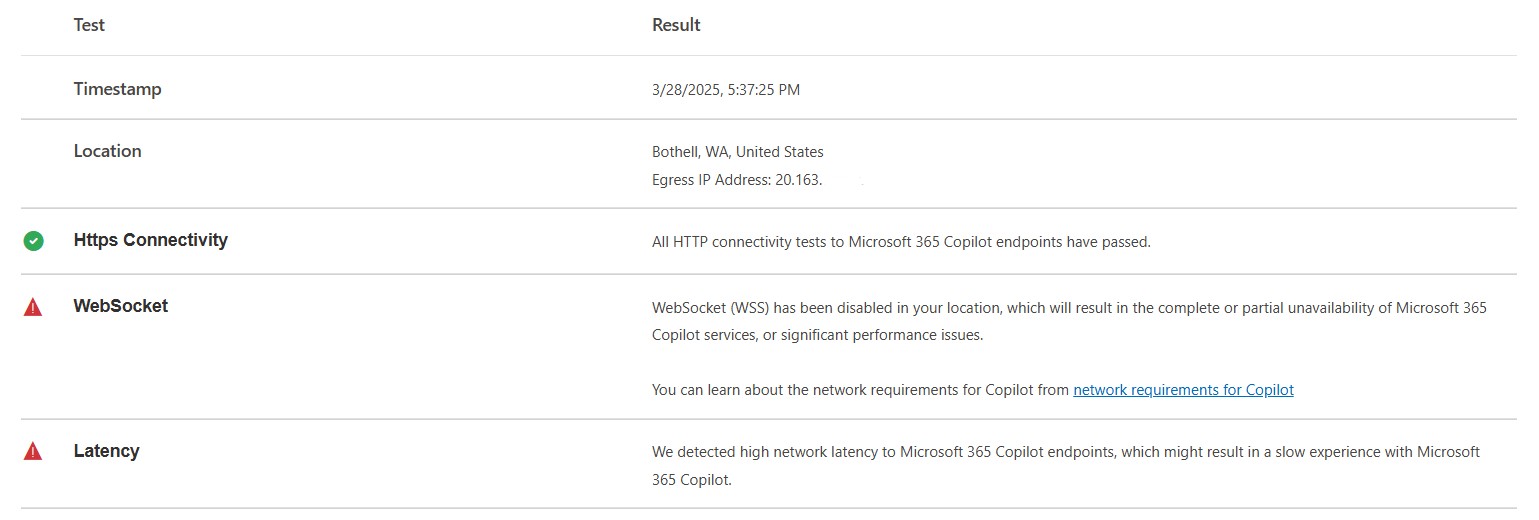 Test Result
Timestamp 3/28/2025, 5:37:25 PM
Location Bothell, WA, United States
Egress IP Address: 20.163.
Https Connectivity All HTTP connectivity tests to Microsoft 365 Copilot endpoints have passed.
WebSocket WebSocket (WSS) has been disabled in your location, which will result in the complete or partial unavailability of Microsoft 365
Copilot services, or significant performance issues.
You can learn about the network requirements for Copilot from network requirements for Copilot
Latency We detected high network latency to Microsoft 365 Copilot endpoints, which might result in a slow experience with Microsoft
365 Copilot.